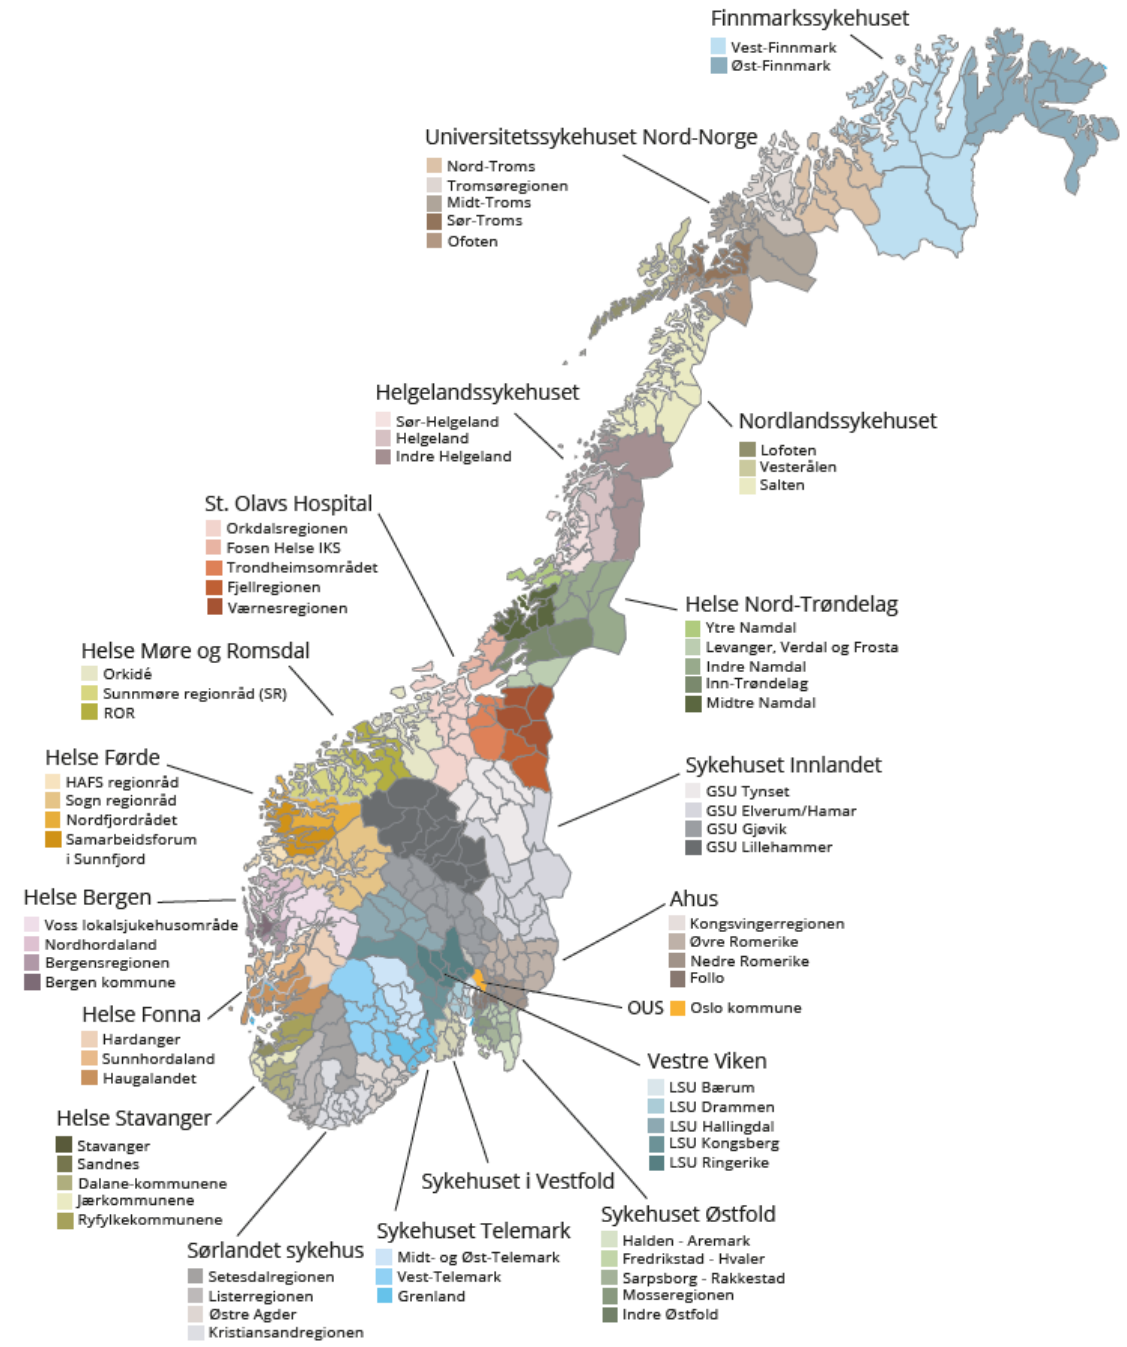 Finnmarkssykehuset
Vest-Finnmark
Øst-Finnmark
Universitetssykehuset Nord-Norge
Nord-Troms
Tromsøregionen
Midt-Troms
Sør-Troms
Ofoten
Helgelandssykehuset
Sør-Helgeland
Helgeland
Indre Helgeland
Nordlandssykehuset
Lofoten
Vesterålen
Salten
St. Olavs Hospital
Orkdalsregionen
Fosen Helse IKS
Trondheimsområdet
Fjellregionen
Værnesregionen
Helse Nord-Trøndelag
Ytre Namdal
Levanger, Verdal og Frosta
Indre Namdal
Inn-Trøndelag
Midtre Namdal
Helse Møre og Romsdal
Orkidé
Sunnmøre regionråd (SR)
ROR
Helse Førde
HAFS regionråd
Sogn regionråd
Nordfjordrådet
Samarbeidsforum
i Sunnfjord
Sykehuset Innlandet
GSU Tynset
GSU Elverum/Hamar
GSU Gjøvik
GSU Lillehammer
Helse Bergen
Voss lokalsjukehusområde
Nordhordaland
Bergensregionen
Bergen kommune
Ahus
Kongsvingerregionen
Øvre Romerike
Nedre Romerike
Follo
OUS
Oslo kommune
Helse Fonna
Hardanger
Sunnhordaland
Haugalandet
Vestre Viken
LSU Bærum
LSU Drammen
LSU Hallingdal
LSU Kongsberg
LSU Ringerike
Helse Stavanger
Stavanger
Sandnes
Dalane-kommunene
Jærkommunene
Ryfylkekommunene
Sykehuset i Vestfold
Sørlandet sykehus
Setesdalregionen
Listerregionen
Østre Agder
Kristiansandregionen
Sykehuset Telemark
Midt- og Øst-Telemark
Vest-Telemark
Grenland
Sykehuset Østfold
Halden - Aremark
Fredrikstad - Hvaler
Sarpsborg - Rakkestad
Mosseregionen
Indre Østfold